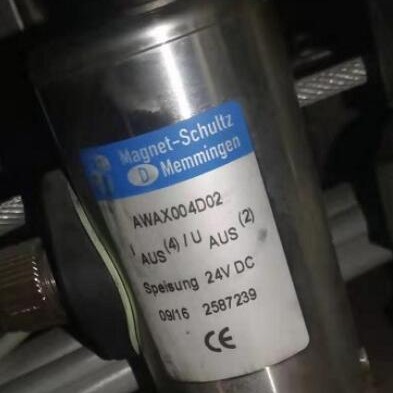 Magnet-Schultz
D Memmingen
AWAX004D02
I AUS(4) / U AUS (2)
Speisung 24V DC
09/16 2587239
CE